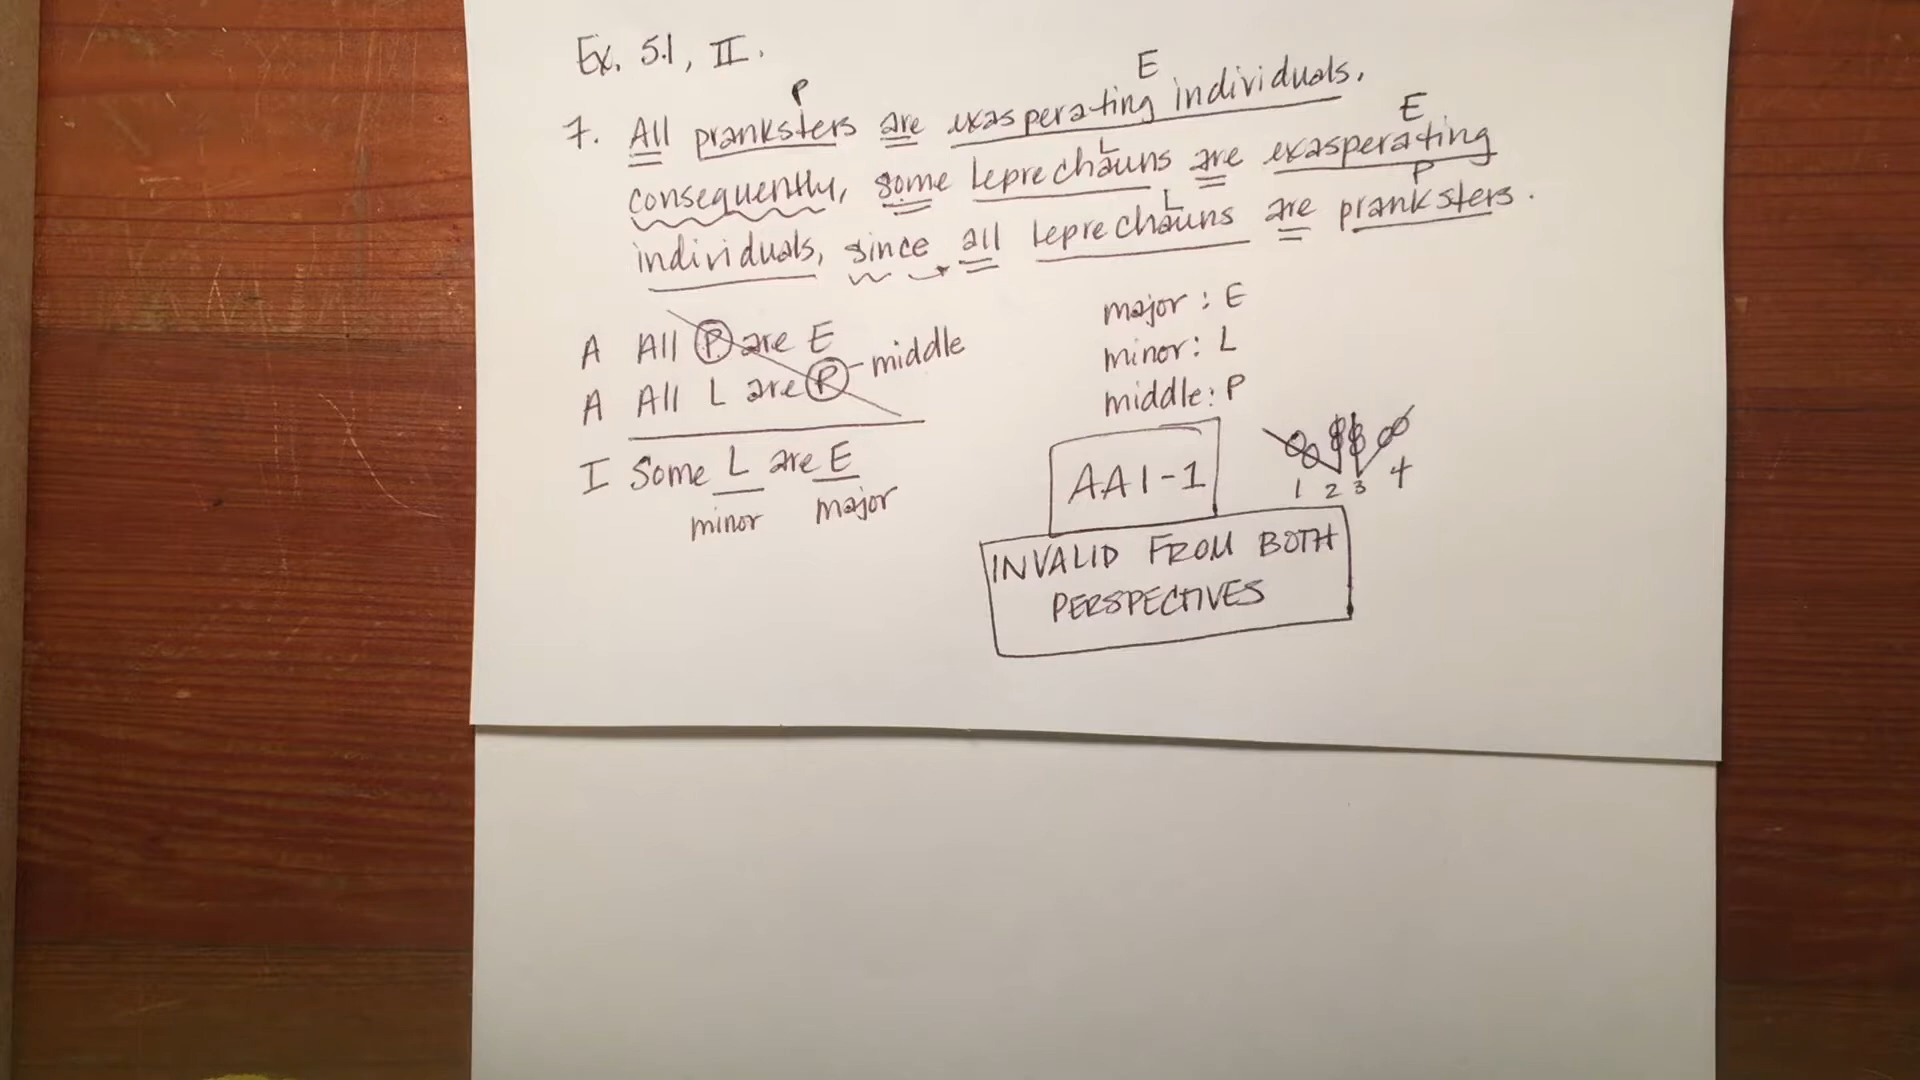 Ex. 5.1, II.
P E
7. All pranksters are exasperating individuals.
L E
consequently, some leprechauns are exasperating
L P
individuals, since all leprechauns are pranksters.
A All P are E
A All L are P - middle
I Some L are E
minor major
major: E
minor: L
middle: P
AAI-1
1 2 3 4
INVALID FROM BOTH
PERSPECTIVES